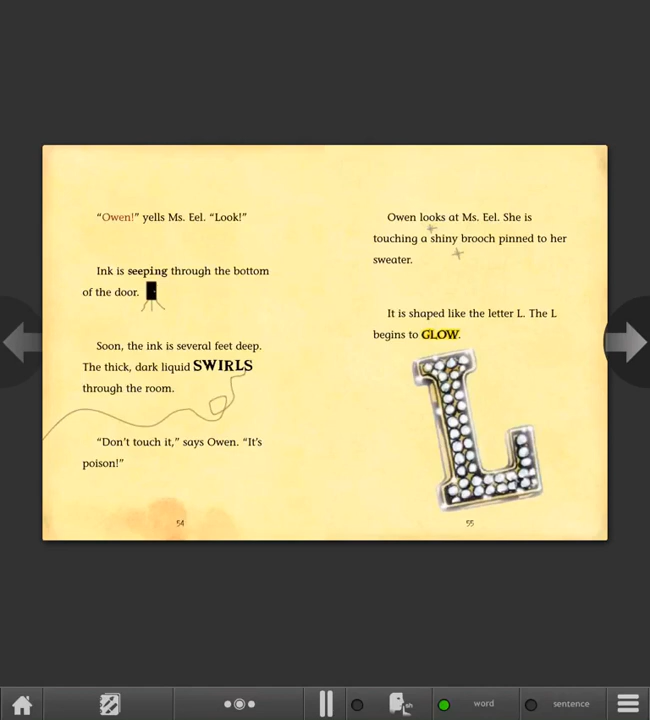 “Owen!” yells Ms. Eel. “Look!”
Ink is seeping through the bottom
of the door.
Soon, the ink is several feet deep.
The thick, dark liquid SWIRLS
through the room.
“Don’t touch it,” says Owen. “It’s
poison!”
54
Owen looks at Ms. Eel. She is
touching a shiny brooch pinned to her
sweater.
It is shaped like the letter L. The L
begins to GLOW.
L
55
sh
word
sentence